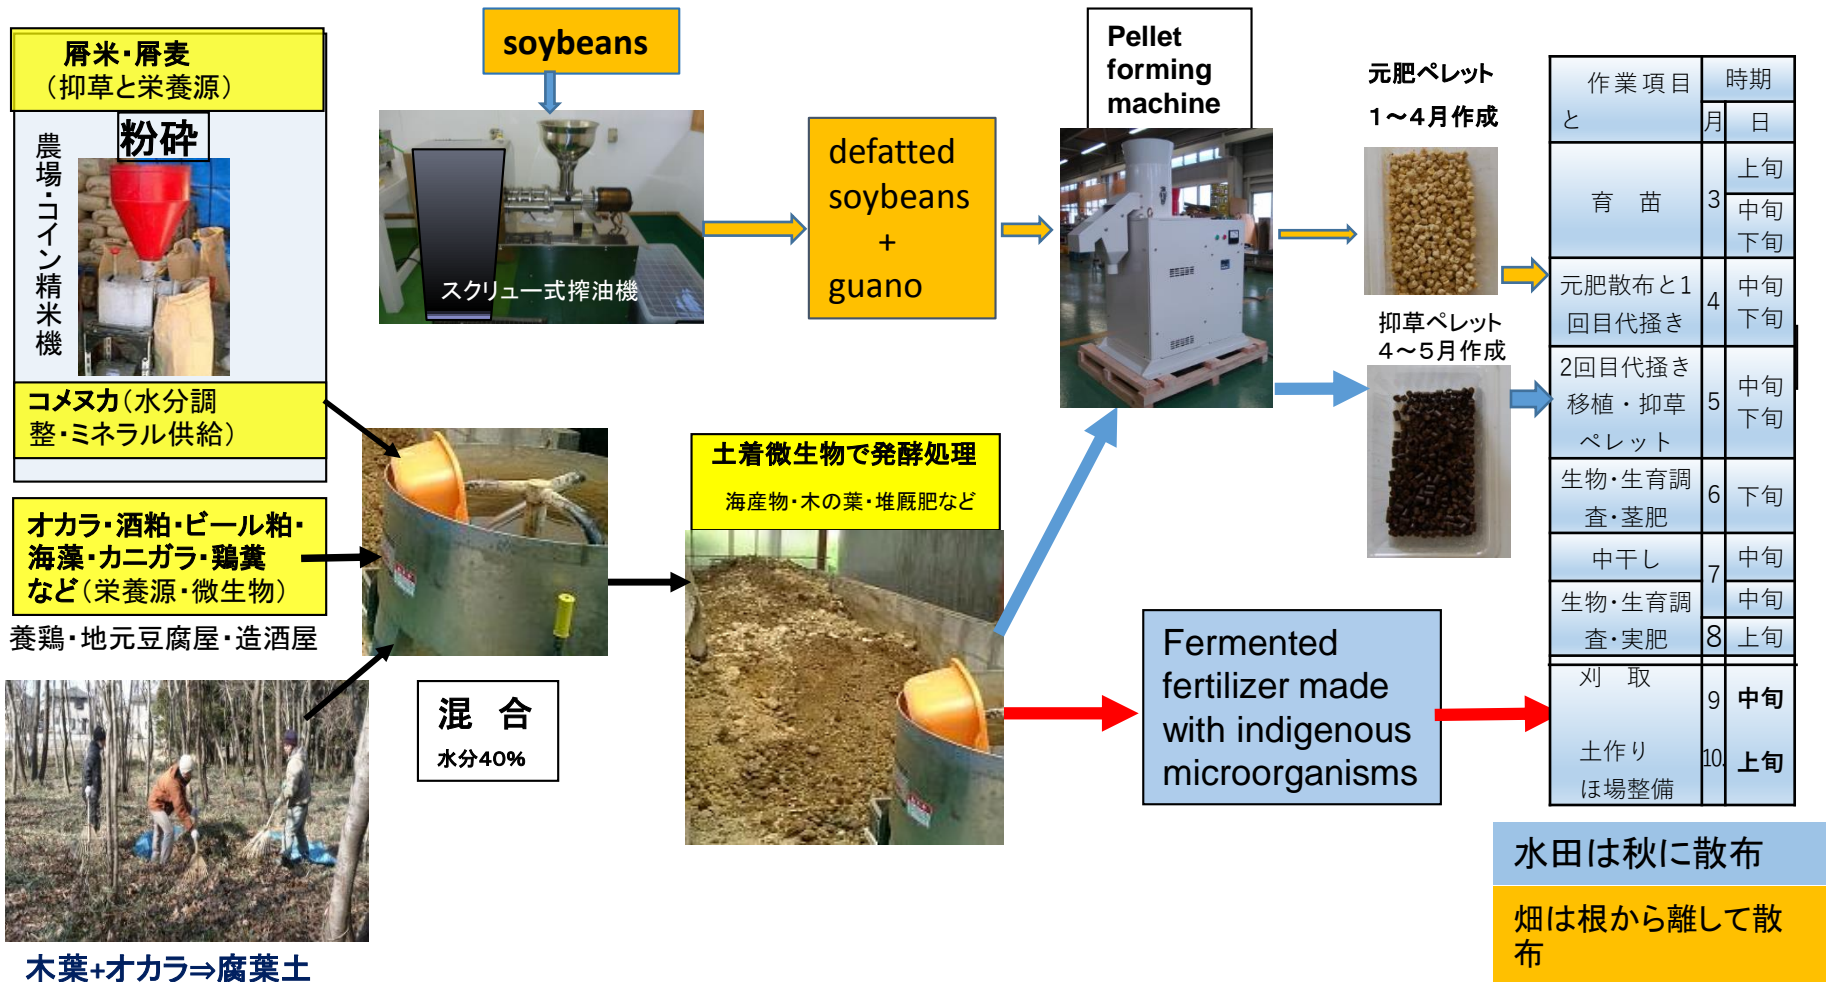 屑米・屑麦
（抑草と栄養源）
粉砕
農場・コイン精米機
コメヌカ（水分調
整・ミネラル供給）
オカラ・酒粕・ビール粕・
海藻・カニガラ・鶏糞
など（栄養源・微生物）
養鶏・地元豆腐屋・造酒屋
木葉+オカラ⇒腐葉土
soybeans
スクリュー式搾油機
defatted
soybeans
+
guano
混　合
水分40%
土着微生物で発酵処理
海産物・木の葉・堆厩肥など
Pellet
forming
machine
元肥ペレット
１～４月作成
抑草ペレット
４～５月作成
Fermented
fertilizer made
with indigenous
microorganisms
作業項目
と
時期
月
日
育　苗
3
上旬
中旬
下旬
元肥散布と1
回目代掻き
4
中旬
下旬
2回目代掻き
移植・抑草
ペレット
5
中旬
下旬
生物・生育調
査・茎肥
6
下旬
中干し
7
中旬
生物・生育調
査・実肥
中旬
8
上旬
刈　取
9
中旬
土作り
ほ場整備
10.
上旬
水田は秋に散布
畑は根から離して散
布